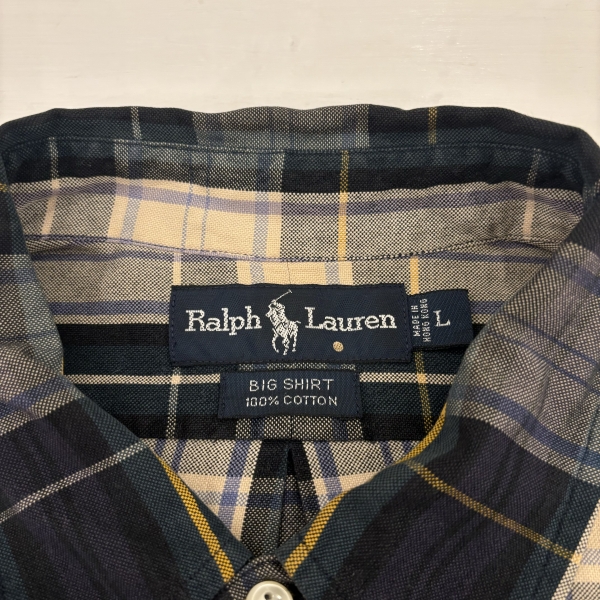 Ralph Lauren
MADE IN
HONG KONG
L
BIG SHIRT
100% COTTON